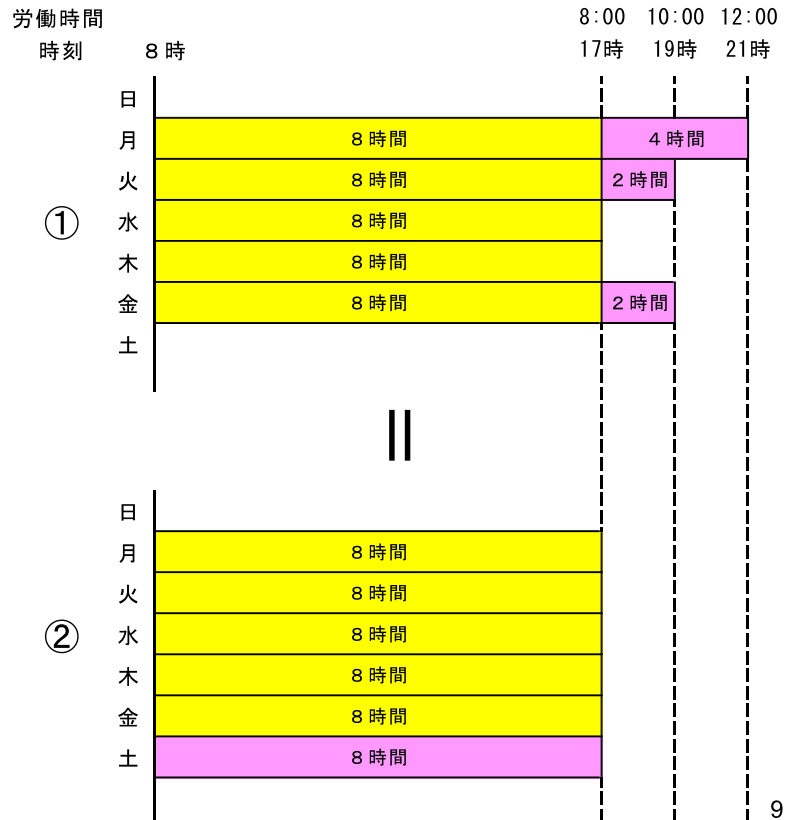 労働時間 8:00 10:00 12:00
時刻 8時 17時 19時 21時
日
月 8時間 4時間
火 8時間 2時間
① 水 8時間
木 8時間
金 8時間 2時間
土
日
月 8時間
火 8時間
② 水 8時間
木 8時間
金 8時間
土 8時間
9